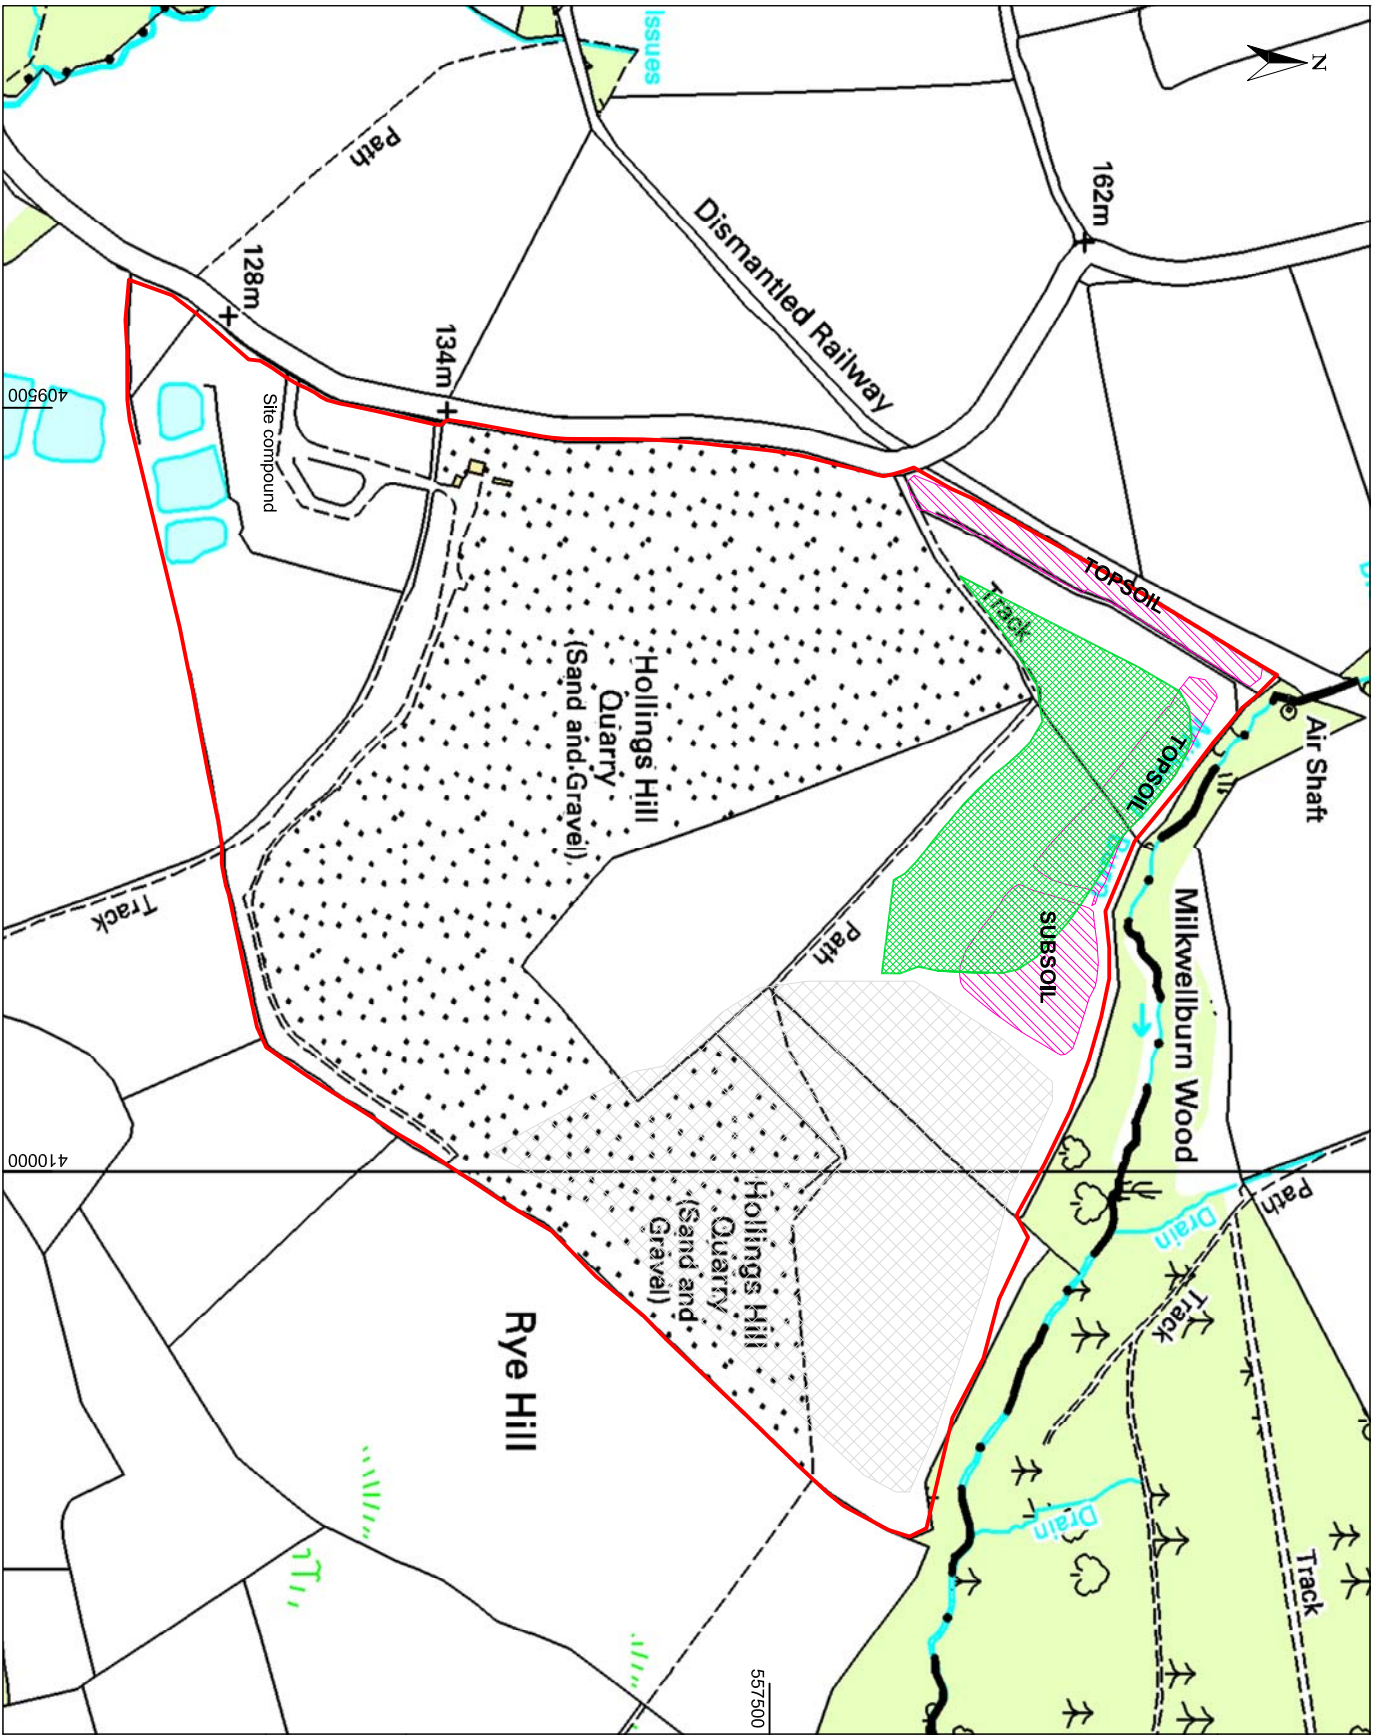 N
Issues
Path
162m
Dismantled Railway
128m
134m
409500
Site compound
TOPSOIL
Track
Air Shaft
Hollings Hill
Quarry
(Sand and Gravel)
TOPSOIL
Burn
SUBSOIL
Milkwellburn Wood
Path
Track
410000
Path
Drain
Track
Hollings Hill
Quarry
(Sand and
Gravel)
Rye Hill
Drain
Track
557500